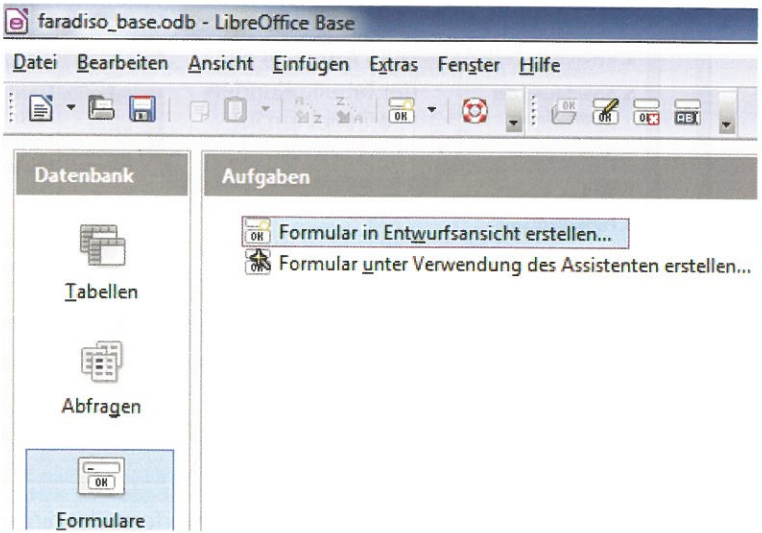 faradiso_base.odb - LibreOffice Base
Datei Bearbeiten Ansicht Einfügen Extras Fenster Hilfe
Datenbank
Aufgaben
Formular in Entwurfsansicht erstellen...
Formular unter Verwendung des Assistenten erstellen...
Tabellen
Abfragen
Formulare